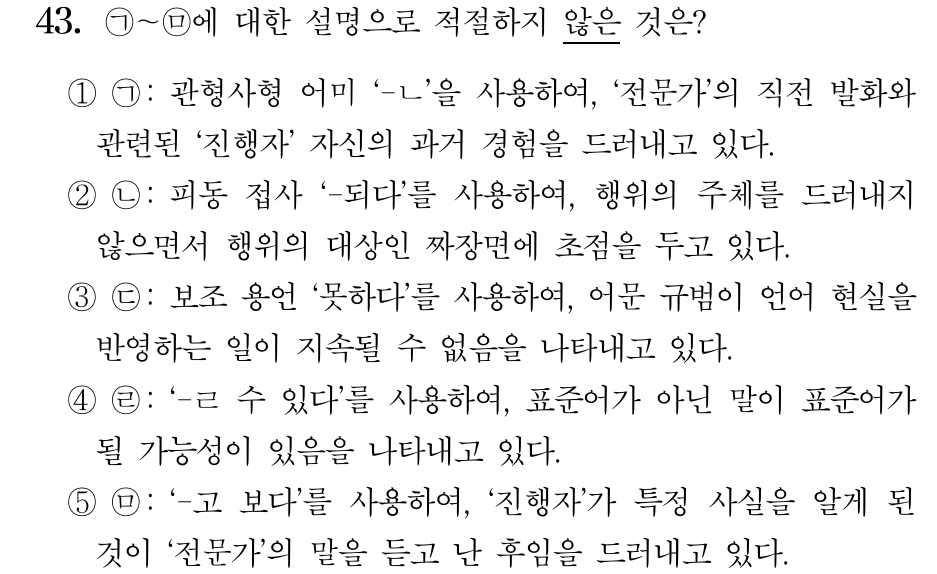 43. ㉠~㉤에 대한 설명으로 적절하지 않은 것은?
① ㉠: 관형사형 어미 ‘-ㄴ’을 사용하여, ‘전문가’의 직전 발화와
관련된 ‘진행자’ 자신의 과거 경험을 드러내고 있다.
② ㉡: 피동 접사 ‘-되다’를 사용하여, 행위의 주체를 드러내지
않으면서 행위의 대상인 짜장면에 초점을 두고 있다.
③ ㉢: 보조 용언 ‘못하다’를 사용하여, 어문 규범이 언어 현실을
반영하는 일이 지속될 수 없음을 나타내고 있다.
④ ㉣: ‘-ㄹ 수 있다’를 사용하여, 표준어가 아닌 말이 표준어가
될 가능성이 있음을 나타내고 있다.
⑤ ㉤: ‘-고 보다’를 사용하여, ‘진행자’가 특정 사실을 알게 된
것이 ‘전문가’의 말을 듣고 난 후임을 드러내고 있다.